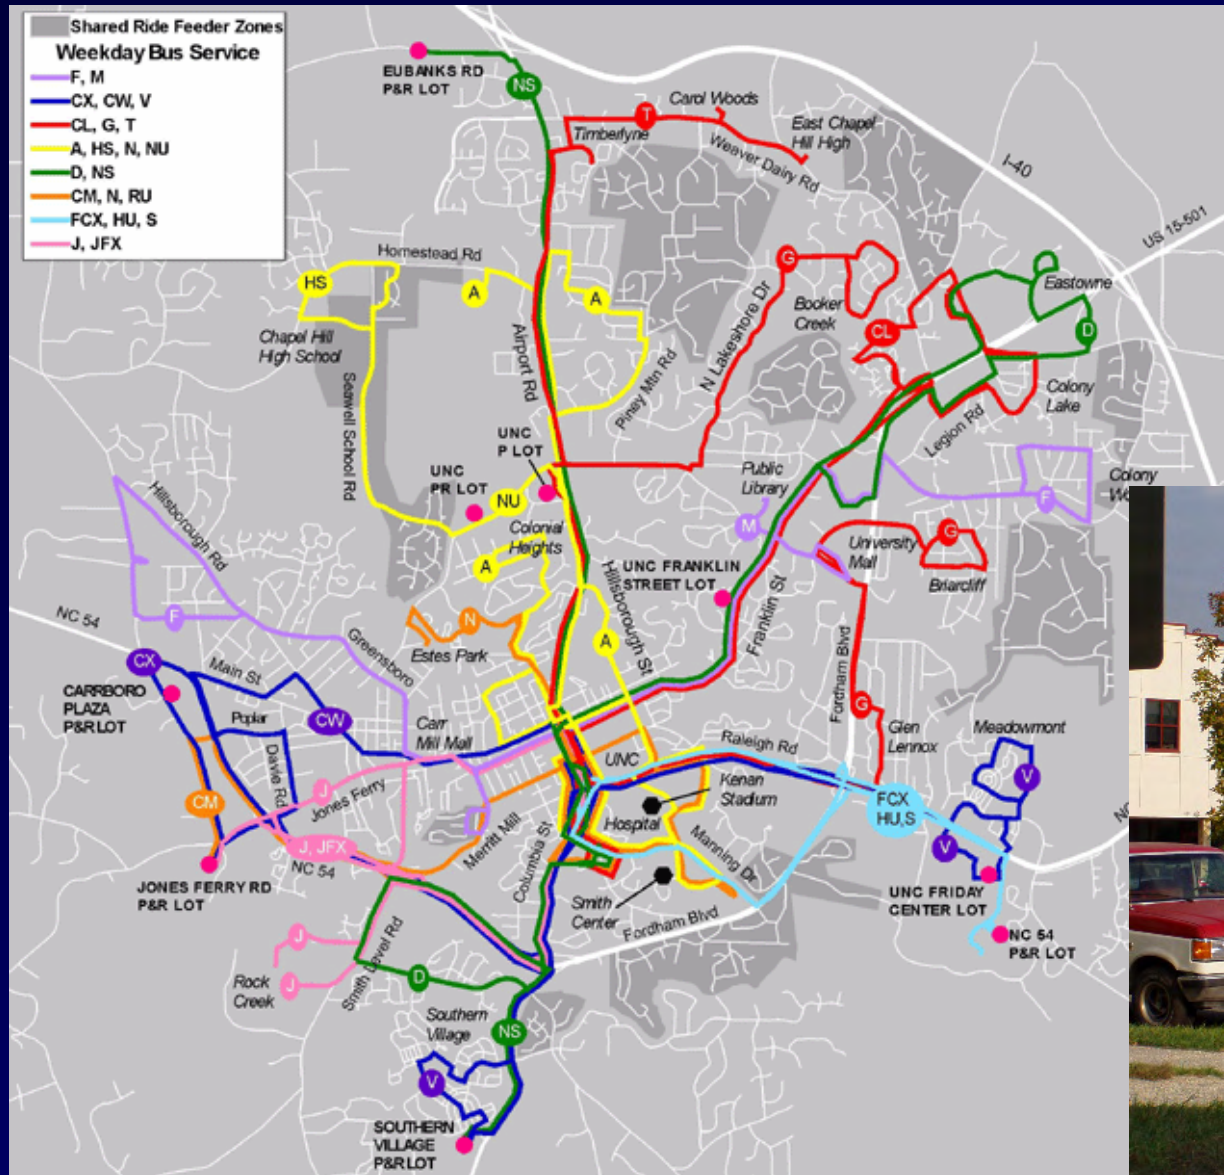 Shared Ride Feeder Zones
Weekday Bus Service
F, M
CX, CW, V
CL, G, T
A, HS, N, NU
D, NS
CM, N, RU
FCX, HU, S
J, JFX
EUBANKS RD
P&R LOT
NS
T
Carol Woods
Timberlyne
Weaver Dairy Rd
East Chapel
Hill High
I-40
US 15-501
Homestead Rd
HS
A
A
Chapel Hill
High School
Seawell School Rd
Airport Rd
Piney Mtn Rd
N Lakeshore Dr
G
Booker
Creek
CL
Eastowne
D
Colony
Lake
Legion Rd
UNC
P LOT
UNC
PR LOT
NU
Colonial
Heights
A
Public
Library
M
Colony
F
University
Mall
G
Briarcliff
UNC FRANKLIN
STREET LOT
Hillsborough Rd
Hillsborough St
Franklin St
Fordham Blvd
NC 54
F
N
Estes Park
A
Greensboro
CX
Main St
CARRBORO
PLAZA
P&R LOT
CW
Poplar
Davie Rd
Carr
Mill Mall
UNC
Raleigh Rd
G
Glen
Lennox
Meadowmont
V
J
Jones Ferry
CM
J, JFX
NC 54
JONES FERRY RD
P&R LOT
Merritt Mill
Columbia St
Kenan
Stadium
Hospital
Manning Dr
Smith
Center
Fordham Blvd
FCX
HU,S
V
UNC FRIDAY
CENTER LOT
NC 54
P&R LOT
J
Rock
Creek
J
Smith Level Rd
D
Southern
Village
NS
V
SOUTHERN
VILLAGE
P&R LOT